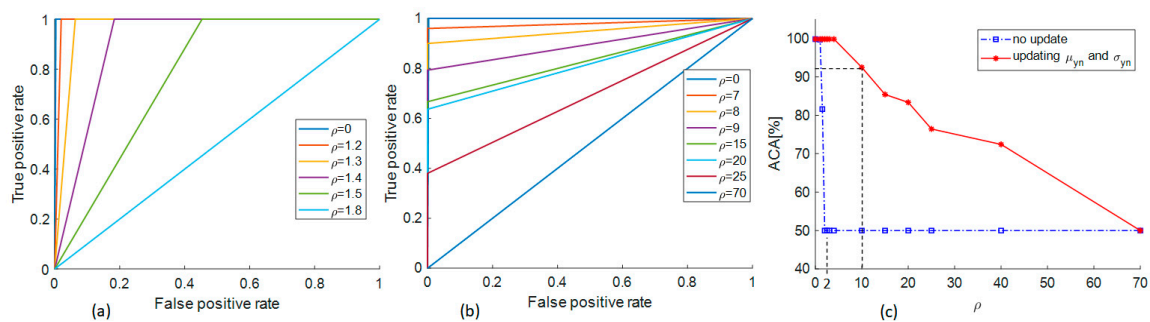 1
0.8
0.6
0.4
0.2
0
True positive rate
ρ=0
ρ=1.2
ρ=1.3
ρ=1.4
ρ=1.5
ρ=1.8
0 0.2 0.4 0.6 0.8 1
(a) False positive rate
1
0.8
0.6
0.4
0.2
0
True positive rate
ρ=0
ρ=7
ρ=8
ρ=9
ρ=15
ρ=20
ρ=25
ρ=70
0 0.2 0.4 0.6 0.8 1
(b) False positive rate
100
90
80
70
60
50
40
ACA[%]
no update
updating μyn and σyn
0 2 10 20 30 40 50 60 70
(c) ρ